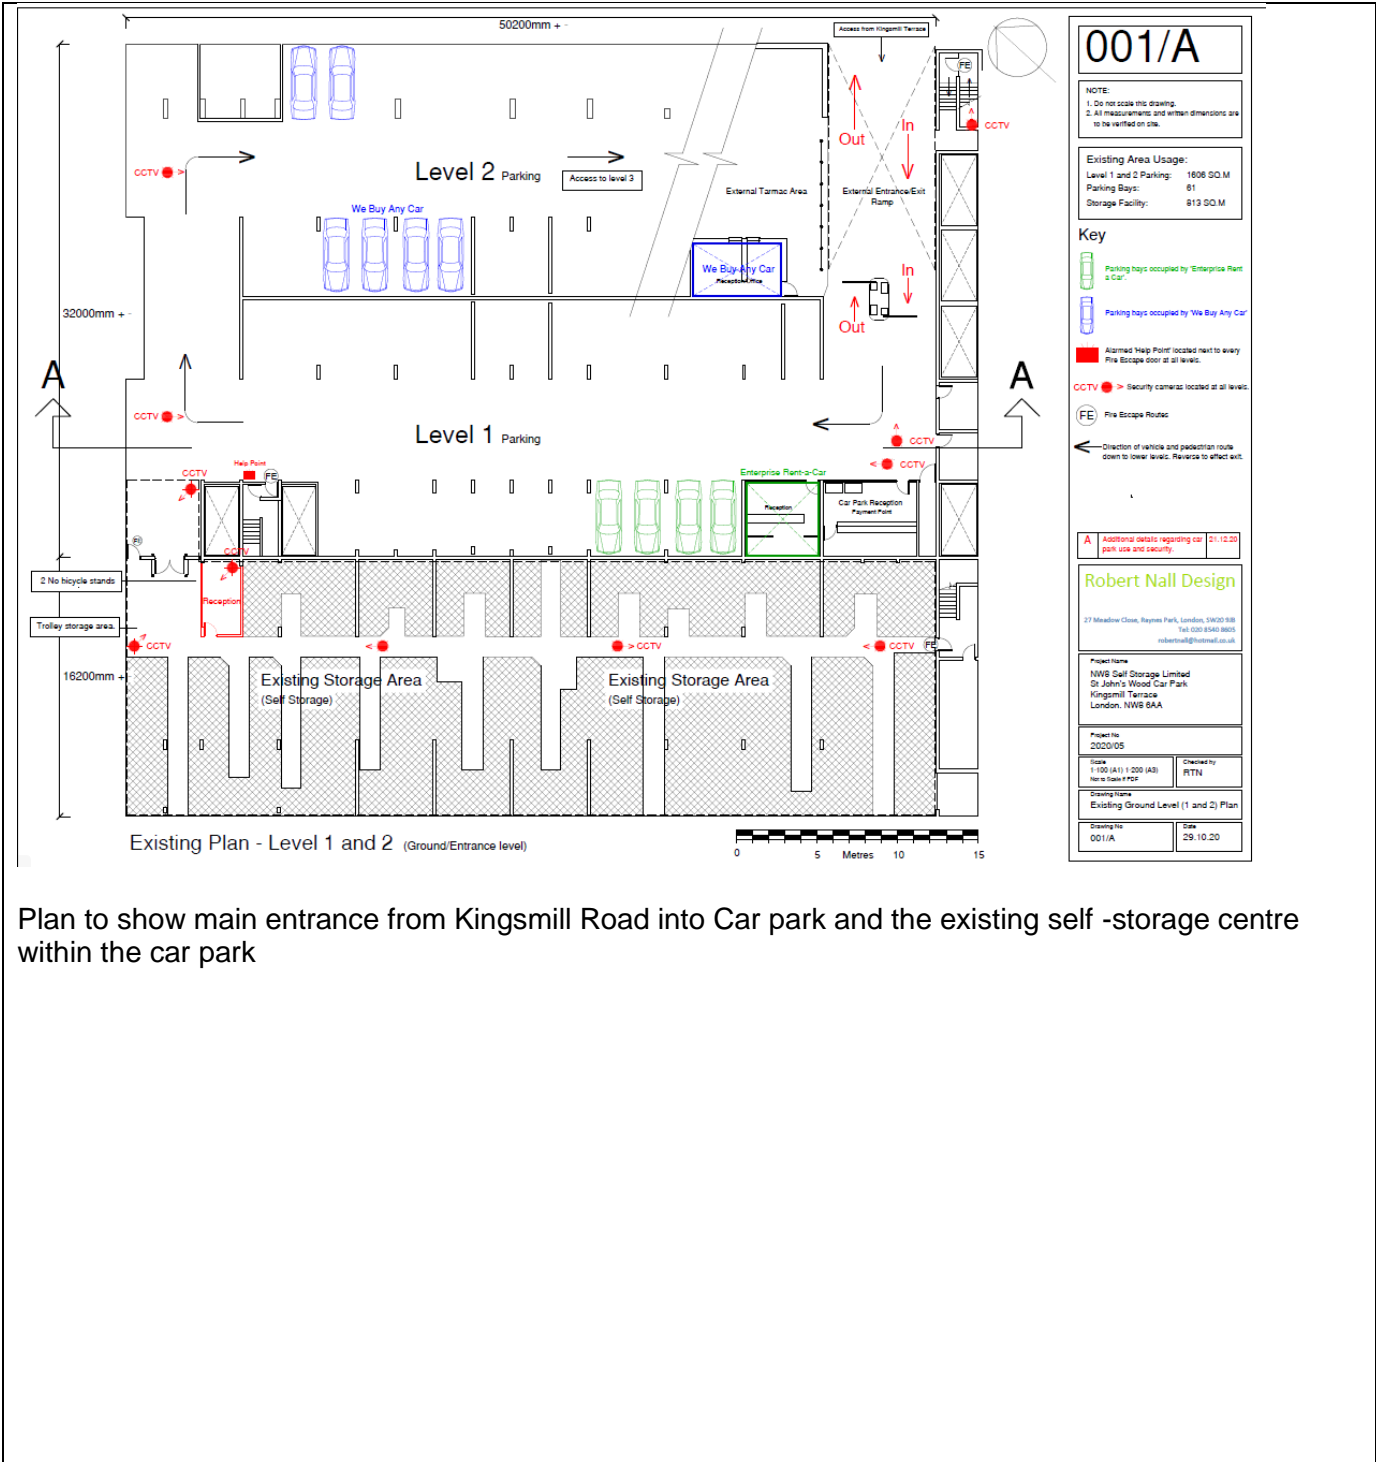 50200mm + -
Access from Kingsmill Terrace
FE
CCTV
Out
In
CCTV
Level 2 Parking
Access to level 3
External Tarmac Area
External Entrance/Exit
Ramp
We Buy Any Car
We Buy Any Car
Reception/Office
In
Out
32000mm + -
A
A
CCTV
Level 1 Parking
CCTV
CCTV
Help Point
FE
CCTV
Enterprise Rent-a-Car
Reception
Car Park Reception
Payment Point
FE
CCTV
2 No bicycle stands
Reception
Trolley storage area.
CCTV
CCTV
CCTV
FE
16200mm +
Existing Storage Area
(Self Storage)
Existing Storage Area
(Self Storage)
Existing Plan - Level 1 and 2 (Ground/Entrance level)
0 5 Metres 10 15
001/A
NOTE:
1. Do not scale this drawing.
2. All measurements and written dimensions are
to be verified on site.
Existing Area Usage:
Level 1 and 2 Parking: 1606 SQ.M
Parking Bays: 61
Storage Facility: 813 SQ.M
Key
Parking bays occupied by 'Enterprise Rent
a Car'.
Parking bays occupied by 'We Buy Any Car'
Alarmed 'Help Point' located next to every
Fire Escape door at all levels.
CCTV > Security cameras located at all levels.
FE Fire Escape Routes
Direction of vehicle and pedestrian route
down to lower levels. Reverse to effect exit.
A Additional details regarding car 21.12.20
park use and security.
Robert Nall Design
27 Meadow Close, Raynes Park, London, SW20 9JB
Tel: 020 8540 8605
robertnall@hotmail.co.uk
Project Name
NW8 Self Storage Limited
St John's Wood Car Park
Kingsmill Terrace
London. NW8 6AA
Project No
2020/05
Scale
1-100 (A1) 1-200 (A3)
Not to Scale if PDF
Checked by
RTN
Drawing Name
Existing Ground Level (1 and 2) Plan
Drawing No
001/A
Date
29.10.20
Plan to show main entrance from Kingsmill Road into Car park and the existing self -storage centre
within the car park